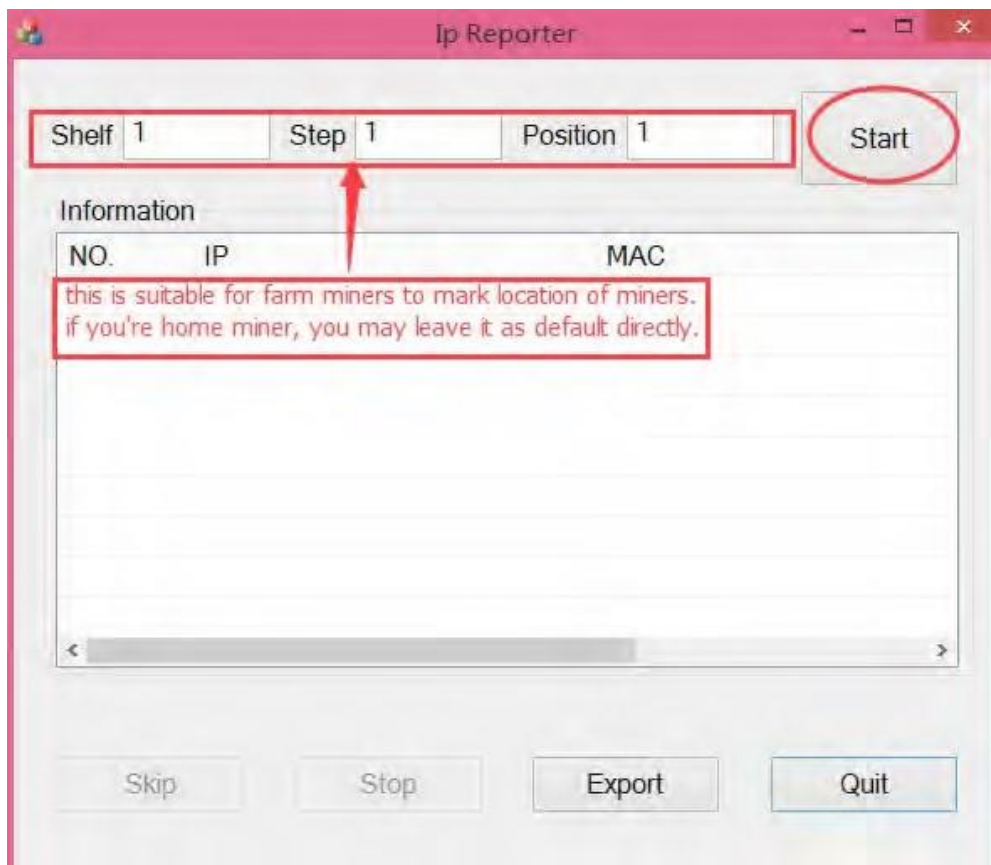 Ip Reporter
Shelf 1 Step 1 Position 1 Start
Information
NO. IP MAC
this is suitable for farm miners to mark location of miners.
if you're home miner, you may leave it as default directly.
Skip Stop Export Quit